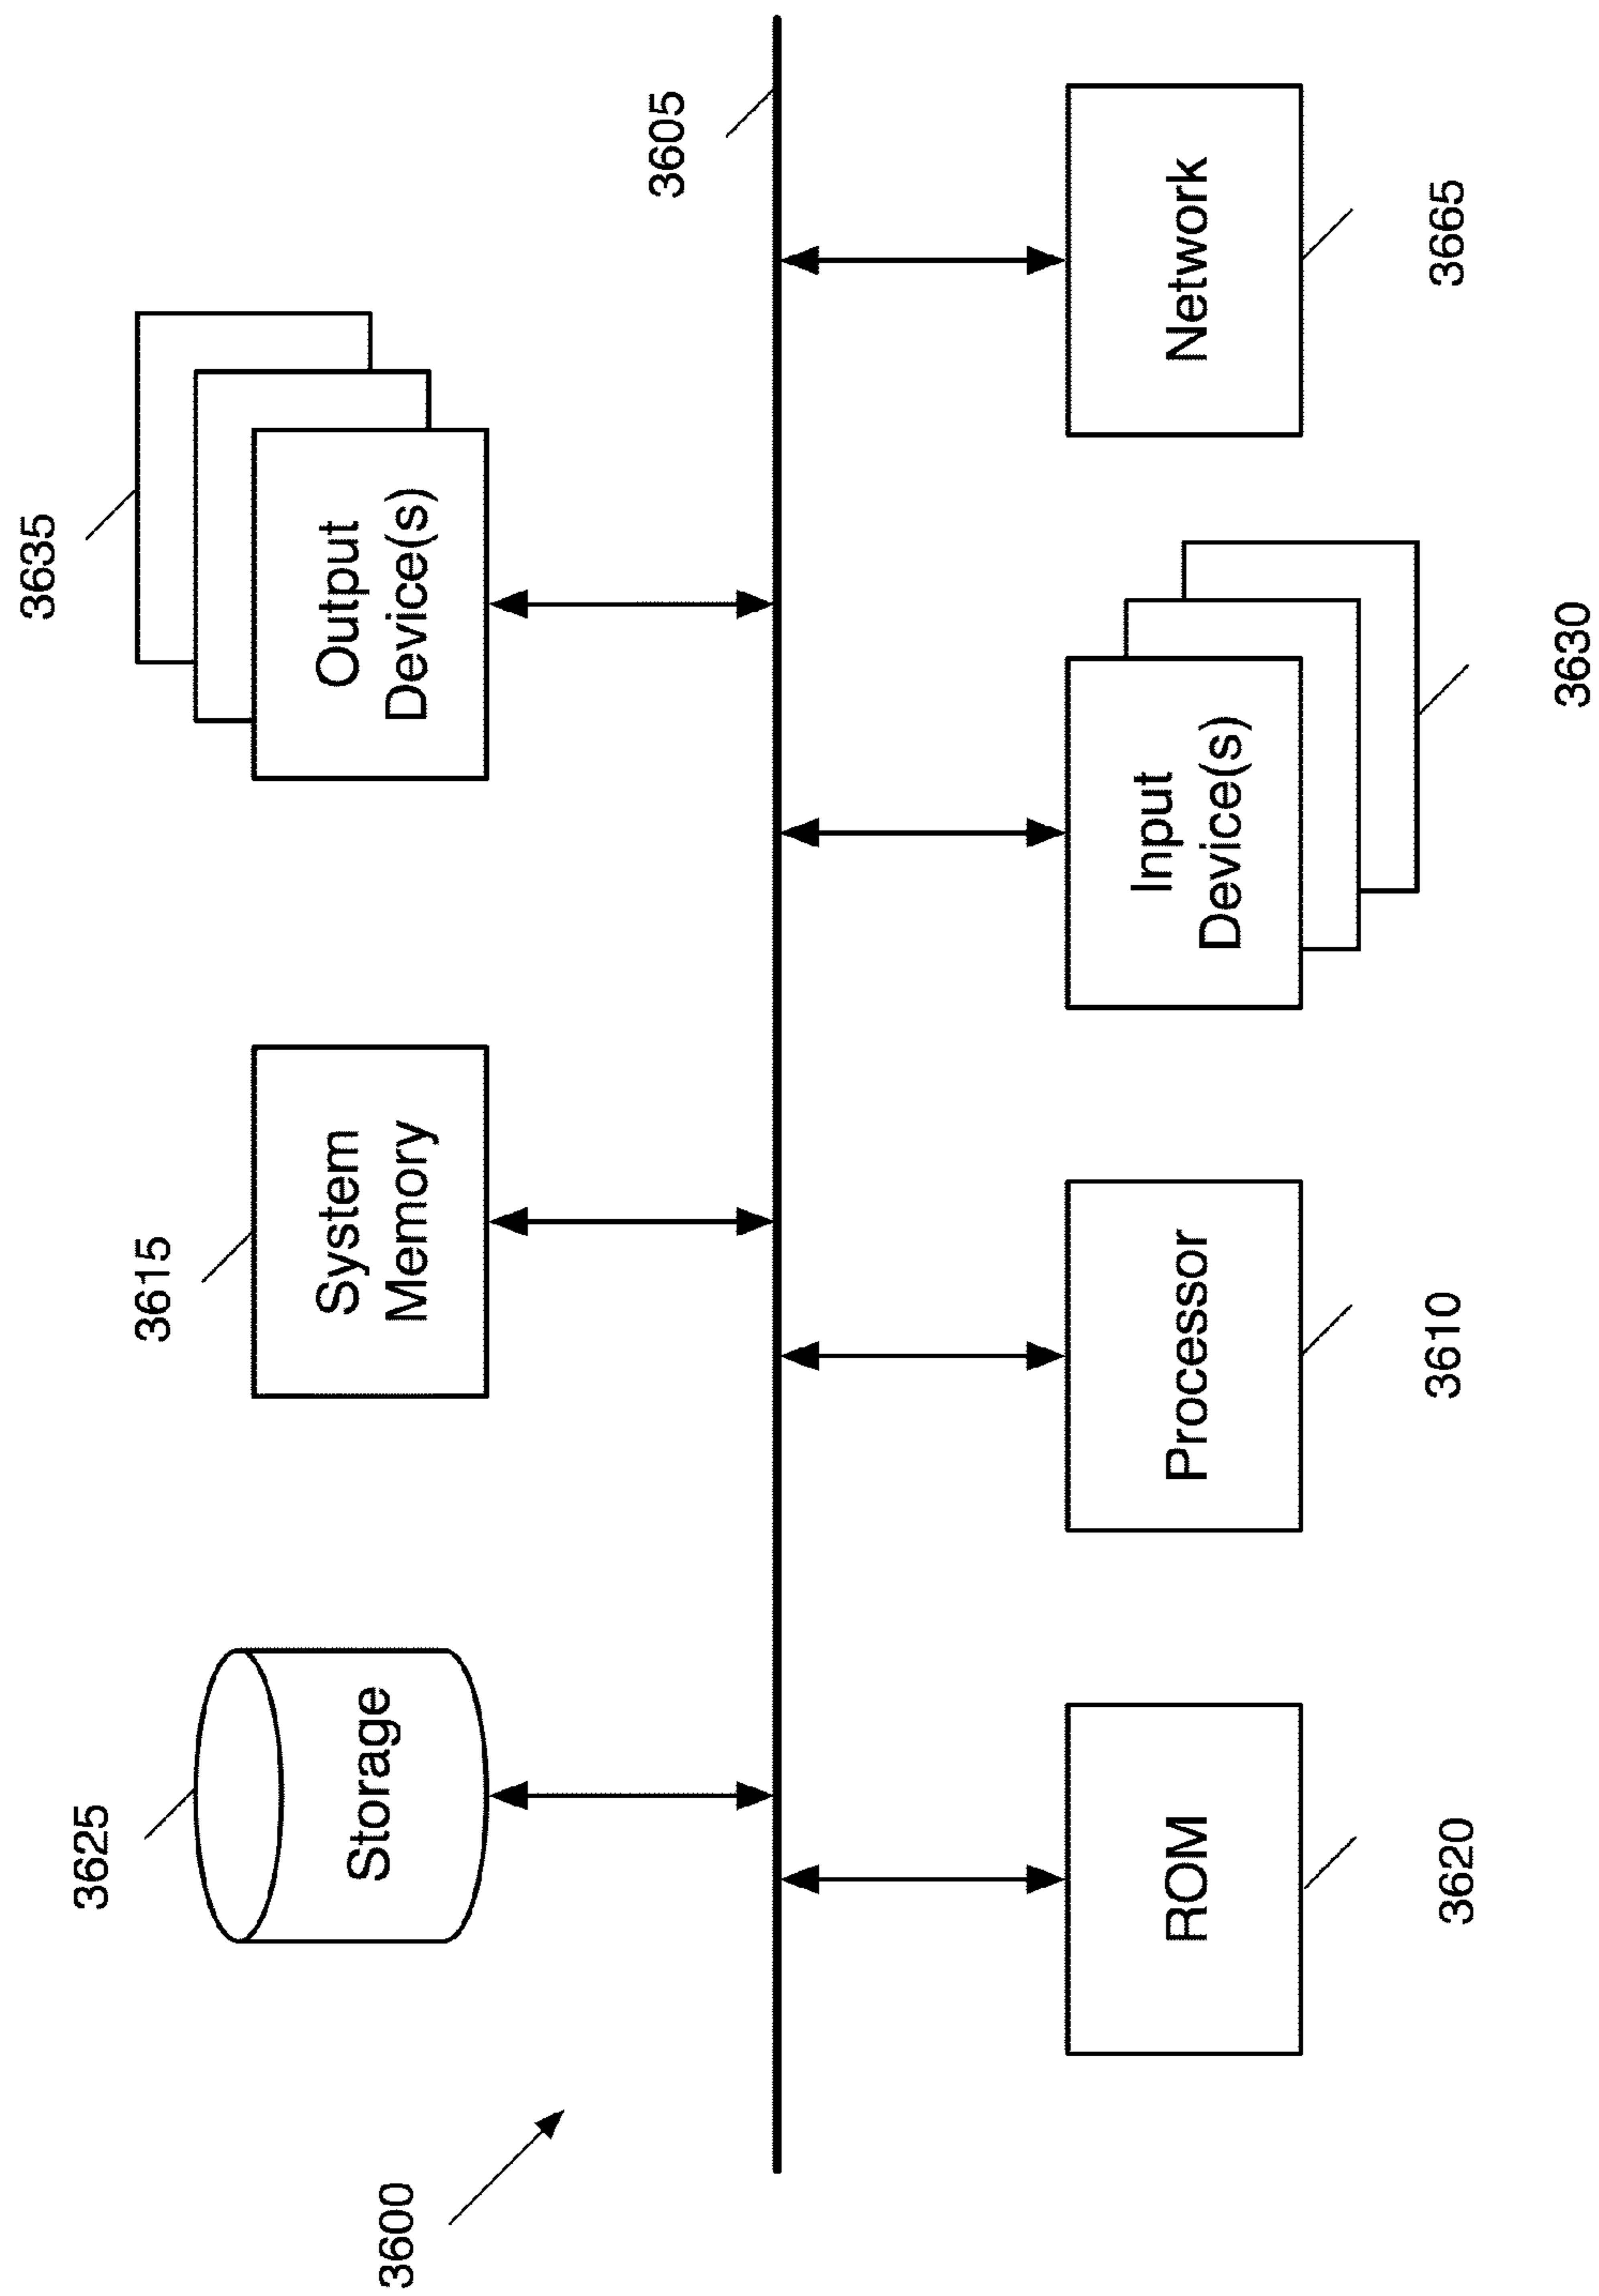 3635
3625
3615
Output
Device(s)
Storage
System
Memory
3605
3600
ROM
Processor
Input
Device(s)
Network
3620
3610
3630
3665